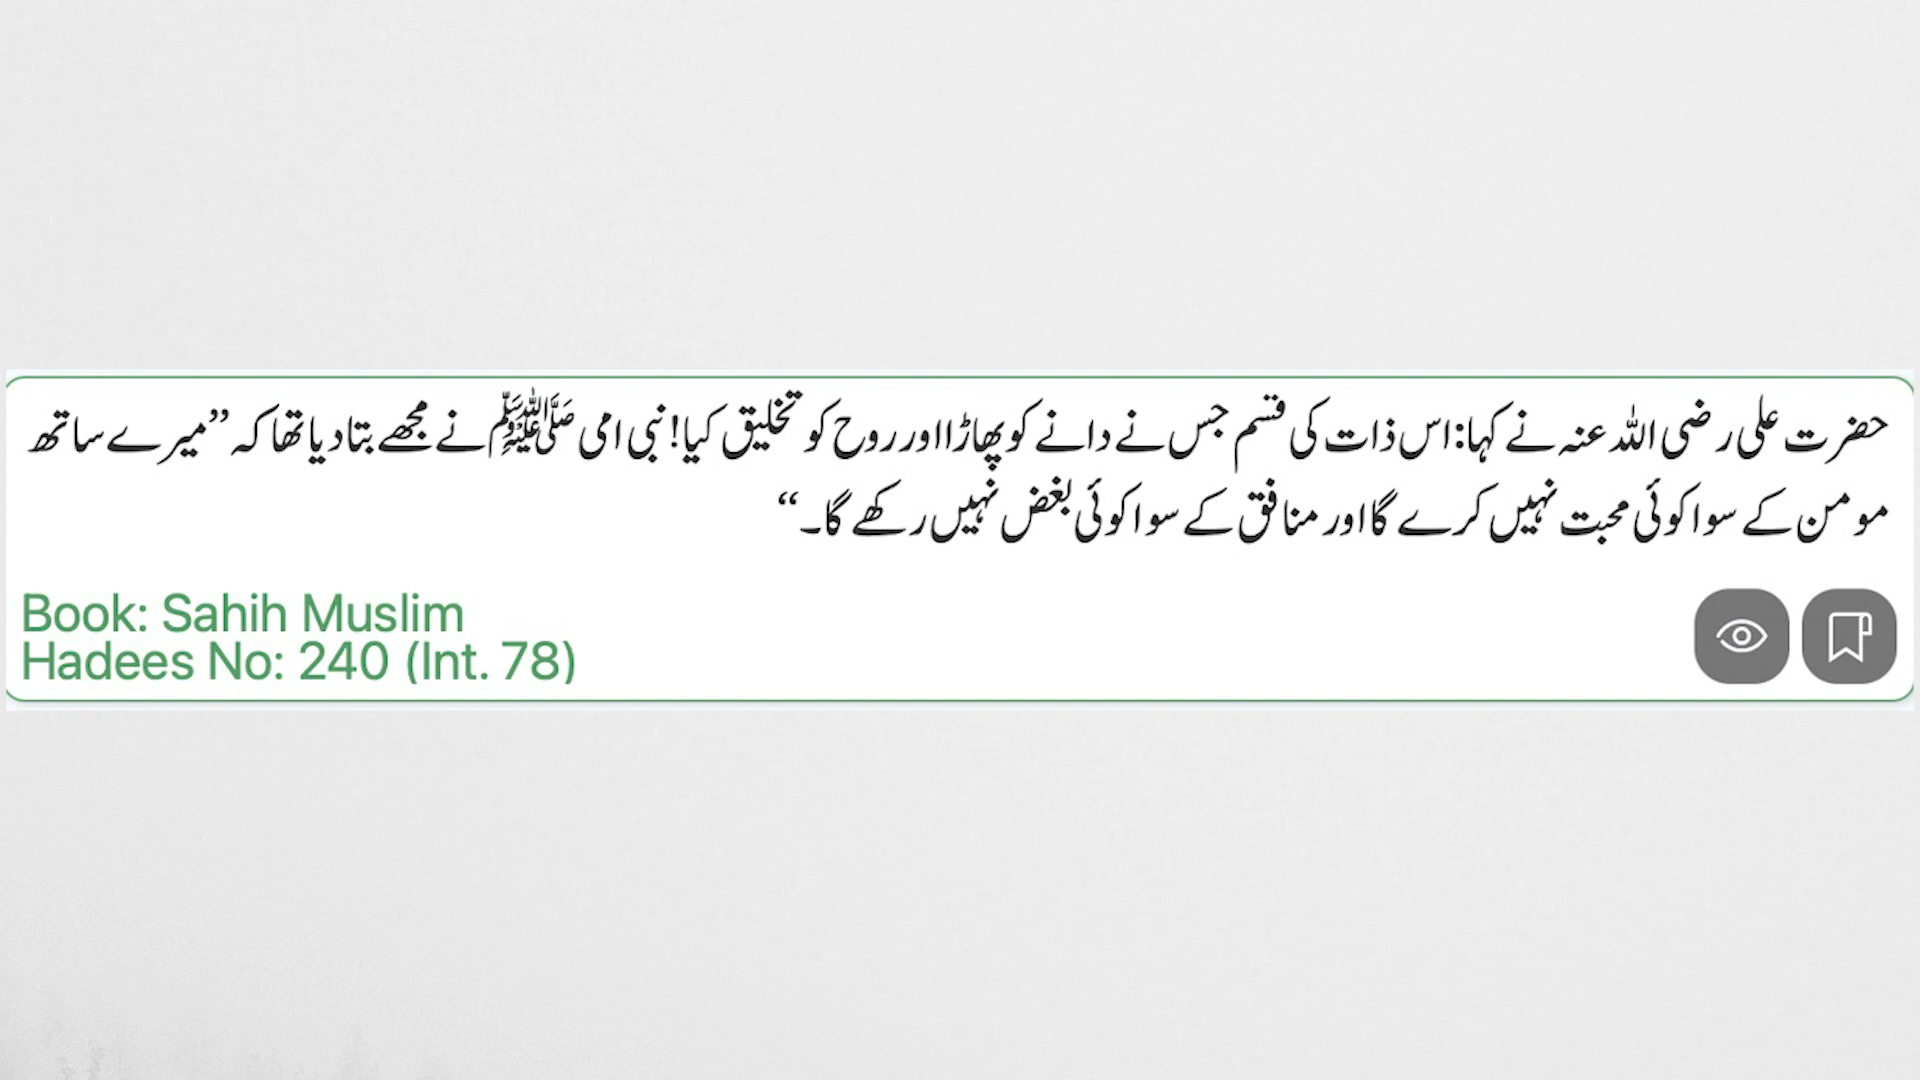 حضرت علی رضی اللہ عنہ نے کہا: اس ذات کی قسم جس نے دانے کو پھاڑا اور روح کو تخلیق کیا! نبی امی ﷺ نے مجھے بتا دیا تھا کہ ’’میرے ساتھ
مومن کے سوا کوئی محبت نہیں کرے گا اور منافق کے سوا کوئی بغض نہیں رکھے گا۔‘‘
Book: Sahih Muslim
Hadees No: 240 (Int. 78)